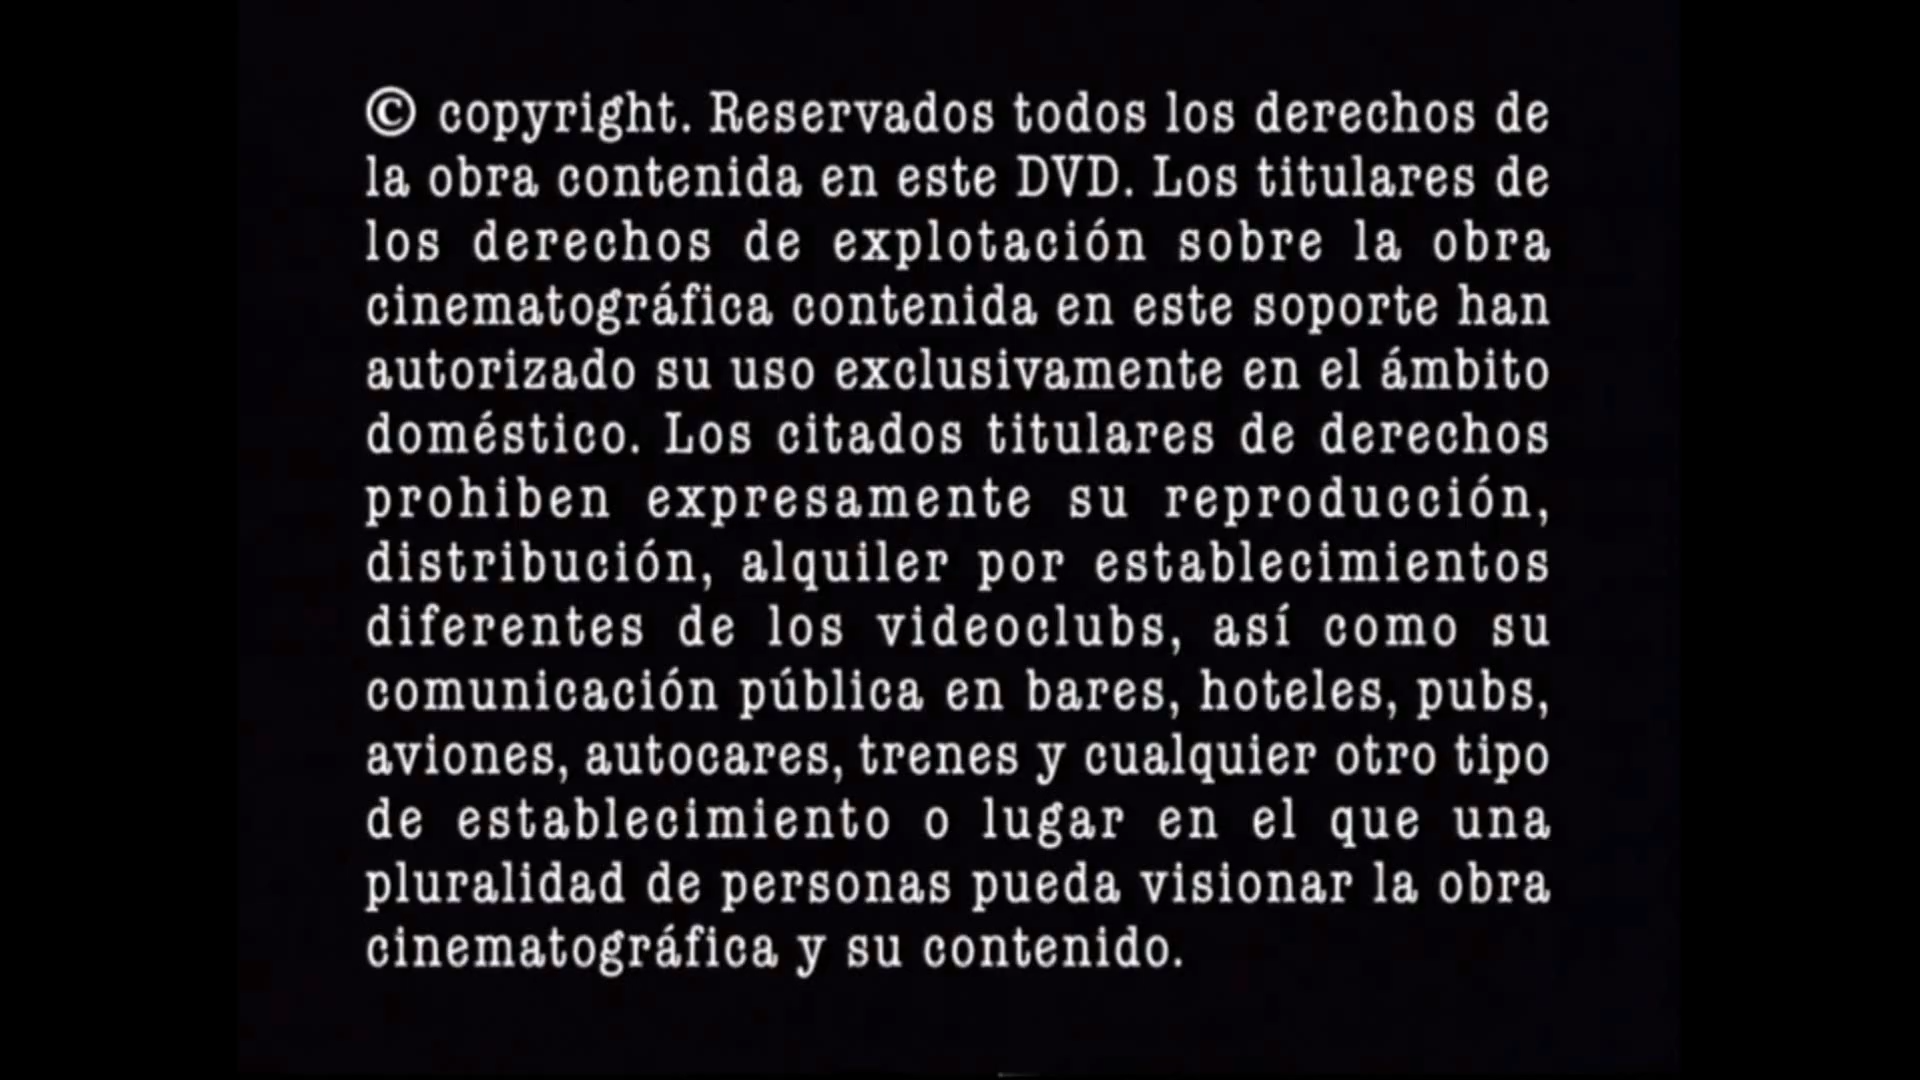 © copyright. Reservados todos los derechos de
la obra contenida en este DVD. Los titulares de
los derechos de explotación sobre la obra
cinematográfica contenida en este soporte han
autorizado su uso exclusivamente en el ámbito
doméstico. Los citados titulares de derechos
prohiben expresamente su reproducción,
distribución, alquiler por establecimientos
diferentes de los videoclubs, así como su
comunicación pública en bares, hoteles, pubs,
aviones, autocares, trenes y cualquier otro tipo
de establecimiento o lugar en el que una
pluralidad de personas pueda visionar la obra
cinematográfica y su contenido.